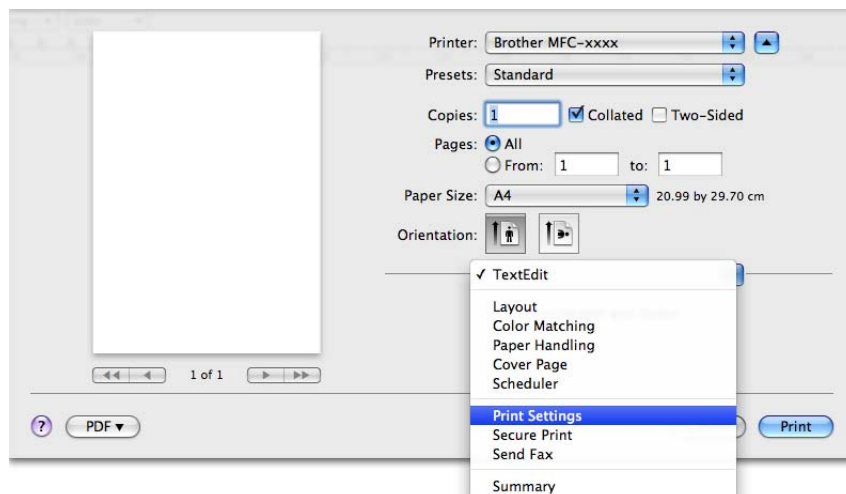 Printer: Brother MFC-xxxx
Presets: Standard
Copies: 1 Collated Two-Sided
Pages: All
From: 1 to: 1
Paper Size: A4 20.99 by 29.70 cm
Orientation:
✓ TextEdit
Layout
Color Matching
Paper Handling
Cover Page
Scheduler
Print Settings
Secure Print
Send Fax
Summary
1 of 1
? PDF ▼ Print